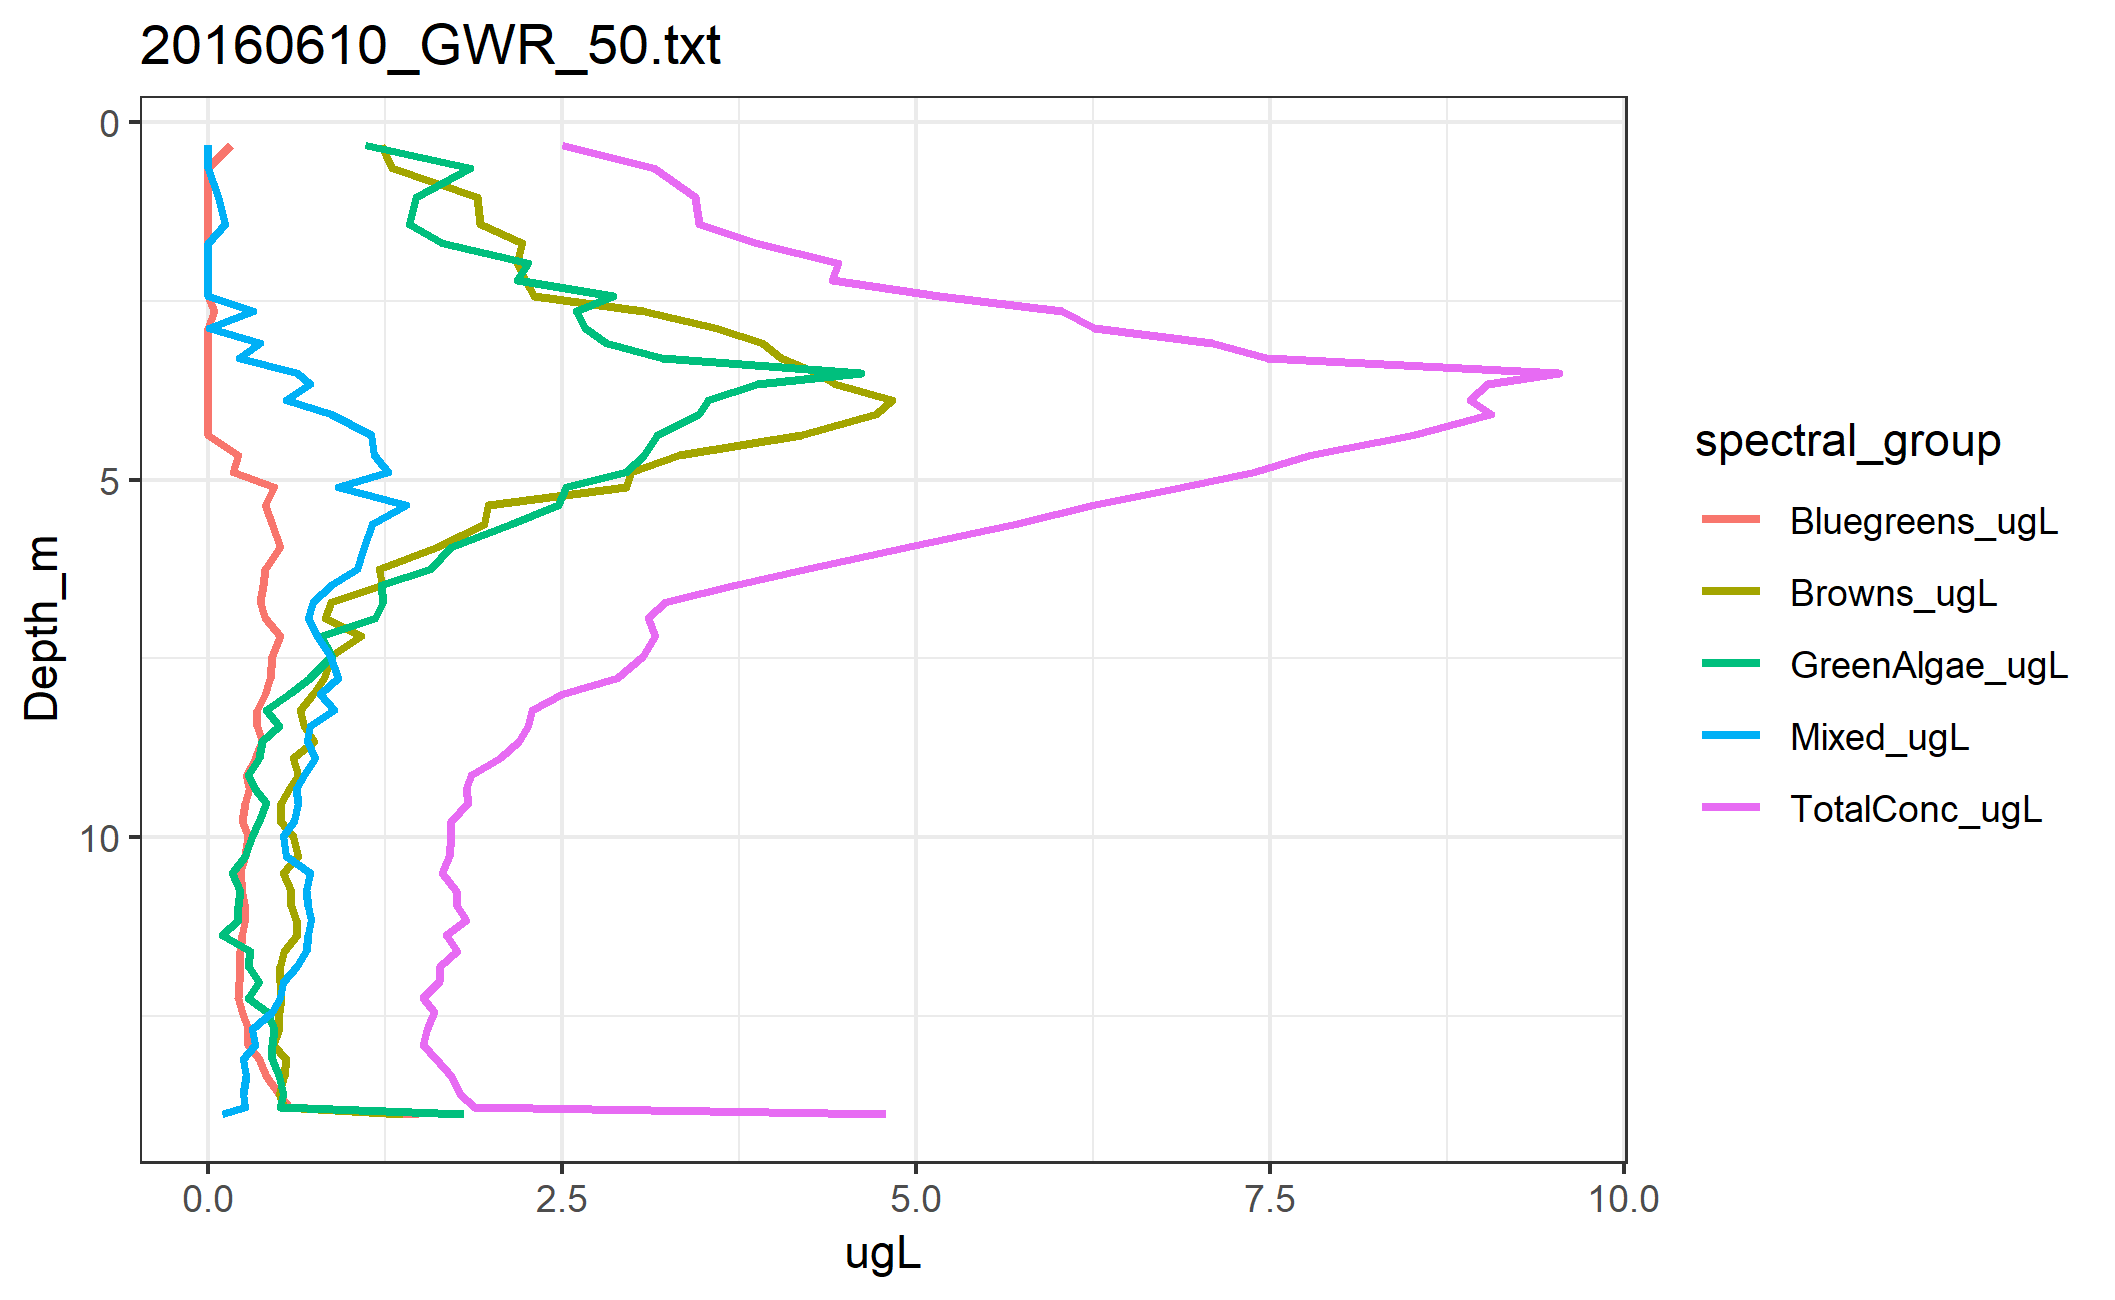 20160610_GWR_50.txt
0
5
10
Depth_m
0.0 2.5 5.0 7.5 10.0
ugL
spectral_group
Bluegreens_ugL
Browns_ugL
GreenAlgae_ugL
Mixed_ugL
TotalConc_ugL